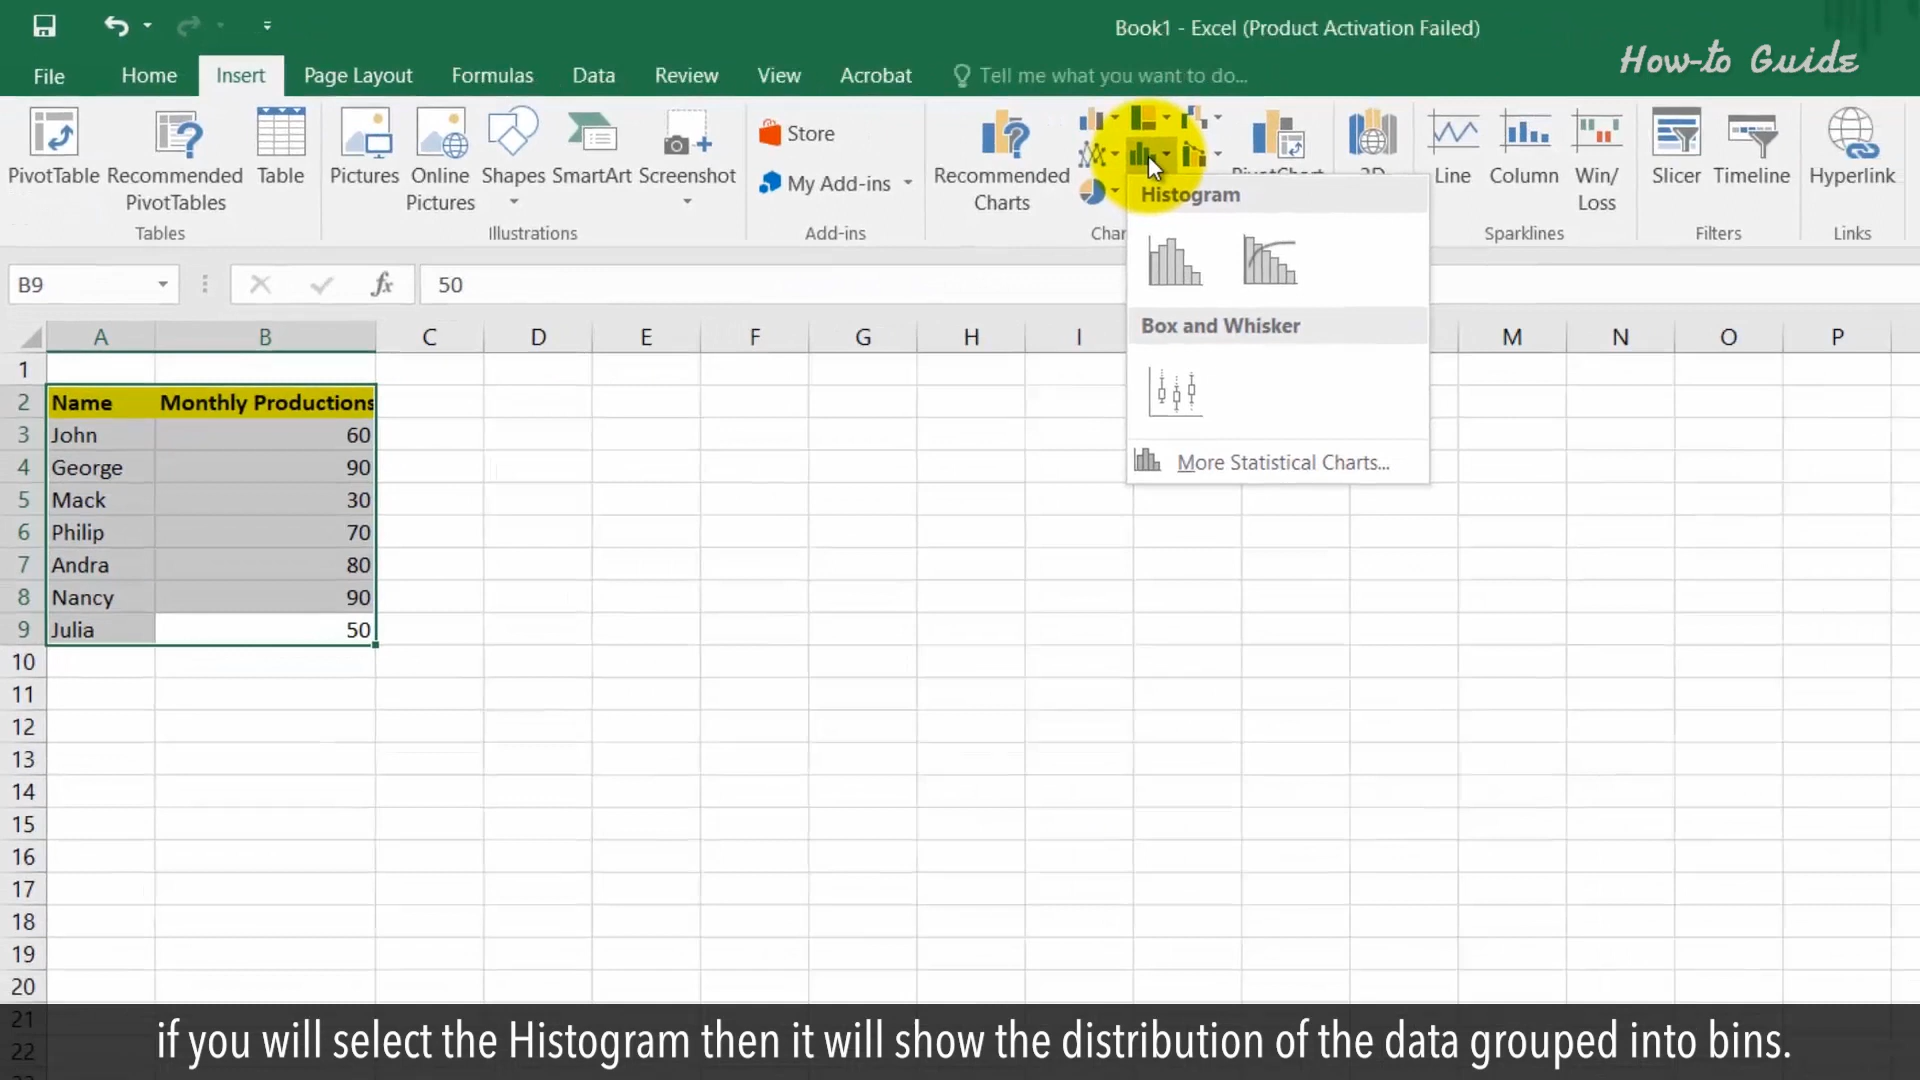 Book1 - Excel (Product Activation Failed)
How-to Guide
File Home Insert Page Layout Formulas Data Review View Acrobat Tell me what you want to do...
PivotTable Recommended PivotTables Table
Tables
Pictures Online Pictures Shapes SmartArt Screenshot
Illustrations
Store
My Add-ins
Add-ins
Recommended Charts
PivotChart
3D
Line Column Win/Loss
Sparklines
Slicer Timeline
Filters
Hyperlink
Links
Histogram
Box and Whisker
More Statistical Charts...
B9 fx 50
A B C D E F G H I M N O P
1
2 Name Monthly Productions
3 John 60
4 George 90
5 Mack 30
6 Philip 70
7 Andra 80
8 Nancy 90
9 Julia 50
10
11
12
13
14
15
16
17
18
19
20
21
22
if you will select the Histogram then it will show the distribution of the data grouped into bins.